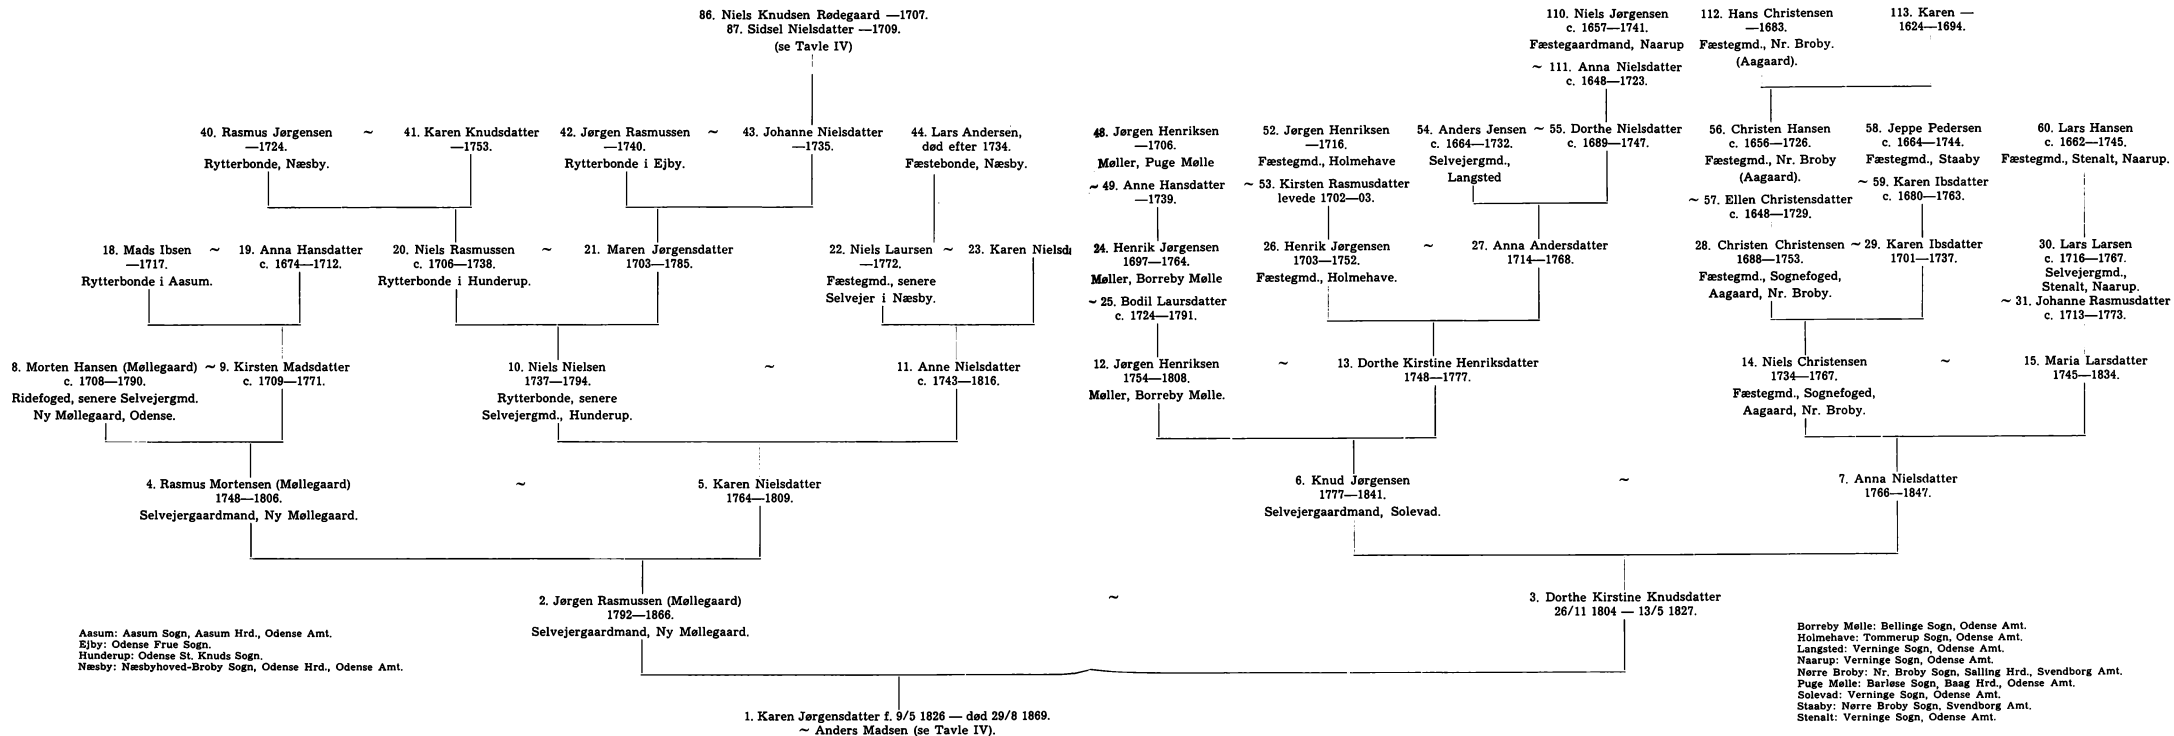 86. Niels Knudsen Rødegaard —1707.
87. Sidsel Nielsdatter —1709.
(se Tavle IV)
110. Niels Jørgensen
c. 1657—1741.
Fæstegaardmand, Naarup
~ 111. Anna Nielsdatter
c. 1648—1723.
112. Hans Christensen
—1683.
Fæstegmd., Nr. Broby.
(Aagaard).
113. Karen —
1624—1694.
40. Rasmus Jørgensen
—1724.
Rytterbonde, Næsby.
~
41. Karen Knudsdatter
—1753.
42. Jørgen Rasmussen
—1740.
Rytterbonde i Ejby.
~
43. Johanne Nielsdatter
—1735.
44. Lars Andersen,
død efter 1734.
Fæstebonde, Næsby.
48. Jørgen Henriksen
—1706.
Møller, Puge Mølle
~ 49. Anne Hansdatter
—1739.
52. Jørgen Henriksen
—1716.
Fæstegmd., Holmehave
~ 53. Kirsten Rasmusdatter
levede 1702—03.
54. Anders Jensen
c. 1664—1732.
Selvejergmd.,
Langsted
~ 55. Dorthe Nielsdatter
c. 1689—1747.
56. Christen Hansen
c. 1656—1726.
Fæstegmd., Nr. Broby
(Aagaard).
~ 57. Ellen Christensdatter
c. 1648—1729.
58. Jeppe Pedersen
c. 1664—1744.
Fæstegmd., Staaby
~ 59. Karen Ibsdatter
c. 1680—1763.
60. Lars Hansen
c. 1662—1745.
Fæstegmd., Stenalt, Naarup.
18. Mads Ibsen
—1717.
Rytterbonde i Aasum.
~
19. Anna Hansdatter
c. 1674—1712.
20. Niels Rasmussen
c. 1706—1738.
Rytterbonde i Hunderup.
~
21. Maren Jørgensdatter
1703—1785.
22. Niels Laursen
—1772.
Fæstegmd., senere
Selvejer i Næsby.
~
23. Karen Nielsd
24. Henrik Jørgensen
1697—1764.
Møller, Borreby Mølle
~ 25. Bodil Laursdatter
c. 1724—1791.
26. Henrik Jørgensen
1703—1752.
Fæstegmd., Holmehave.
~
27. Anna Andersdatter
1714—1768.
28. Christen Christensen
1688—1753.
Fæstegmd., Sognefoged,
Aagaard, Nr. Broby.
~ 29. Karen Ibsdatter
1701—1737.
30. Lars Larsen
c. 1716—1767.
Selvejergmd.,
Stenalt, Naarup.
~ 31. Johanne Rasmusdatter
c. 1713—1773.
8. Morten Hansen (Møllegaard)
c. 1708—1790.
Ridefoged, senere Selvejergmd.
Ny Møllegaard, Odense.
~ 9. Kirsten Madsdatter
c. 1709—1771.
10. Niels Nielsen
1737—1794.
Rytterbonde, senere
Selvejergmd., Hunderup.
~
11. Anne Nielsdatter
c. 1743—1816.
12. Jørgen Henriksen
1754—1808.
Møller, Borreby Mølle.
~
13. Dorthe Kirstine Henriksdatter
1748—1777.
14. Niels Christensen
1734—1767.
Fæstegmd., Sognefoged,
Aagaard, Nr. Broby.
~
15. Maria Larsdatter
1745—1834.
4. Rasmus Mortensen (Møllegaard)
1748—1806.
Selvejergaardmand, Ny Møllegaard.
~
5. Karen Nielsdatter
1764—1809.
6. Knud Jørgensen
1777—1841.
Selvejergaardmand, Solevad.
~
7. Anna Nielsdatter
1766—1847.
2. Jørgen Rasmussen (Møllegaard)
1792—1866.
Selvejergaardmand, Ny Møllegaard.
~
3. Dorthe Kirstine Knudsdatter
26/11 1804 — 13/5 1827.
Aasum: Aasum Sogn, Aasum Hrd., Odense Amt.
Ejby: Odense Frue Sogn.
Hunderup: Odense St. Knuds Sogn.
Næsby: Næsbyhoved-Broby Sogn, Odense Hrd., Odense Amt.
Borreby Mølle: Bellinge Sogn, Odense Amt.
Holmehave: Tommerup Sogn, Odense Amt.
Langsted: Verninge Sogn, Odense Amt.
Naarup: Verninge Sogn, Odense Amt.
Nørre Broby: Nr. Broby Sogn, Salling Hrd., Svendborg Amt.
Puge Mølle: Barløse Sogn, Baag Hrd., Odense Amt.
Solevad: Verninge Sogn, Odense Amt.
Staaby: Nørre Broby Sogn, Svendborg Amt.
Stenalt: Verninge Sogn, Odense Amt.
1. Karen Jørgensdatter f. 9/5 1826 — død 29/8 1869.
~ Anders Madsen (se Tavle IV).